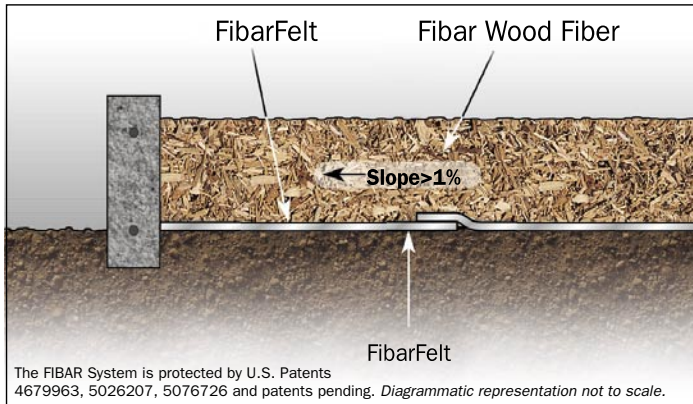 FibarFelt
Fibar Wood Fiber
Slope>1%
FibarFelt
The FIBAR System is protected by U.S. Patents
4679963, 5026207, 5076726 and patents pending. Diagrammatic representation not to scale.